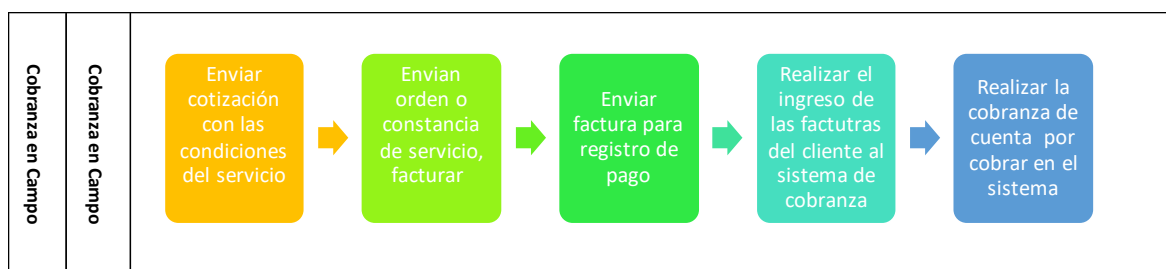 Cobranza en Campo
Cobranza en Campo
Enviar
cotización
con las
condiciones
del servicio
Envian
orden o
constancia
de servicio,
facturar
Enviar
factura para
registro de
pago
Realizar el
ingreso de
las factutras
del cliente al
sistema de
cobranza
Realizar la
cobranza de
cuenta por
cobrar en el
sistema